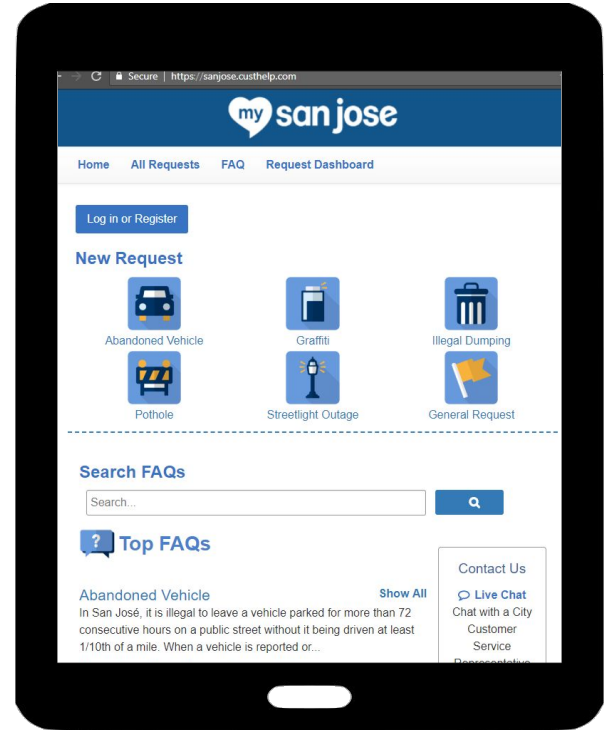 Secure | https://sanjose.custhelp.com
my san jose
Home All Requests FAQ Request Dashboard
Log in or Register
New Request
Abandoned Vehicle Graffiti Illegal Dumping
Pothole Streetlight Outage General Request
Search FAQs
Search...
? Top FAQs
Abandoned Vehicle Show All
In San José, it is illegal to leave a vehicle parked for more than 72
consecutive hours on a public street without it being driven at least
1/10th of a mile. When a vehicle is reported or...
Contact Us
Live Chat
Chat with a City
Customer
Service
Representative